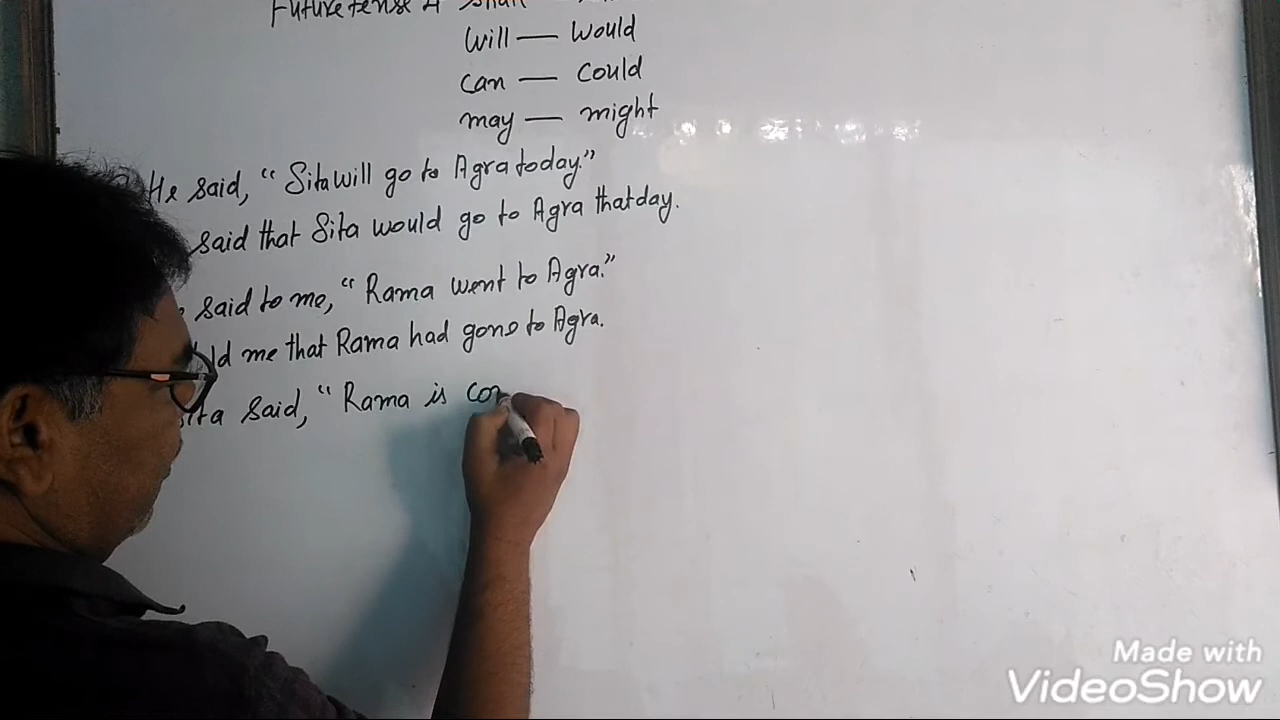 Future tense shall
will — would
can — could
may — might
He said, “Sita will go to Agra today.”
said that Sita would go to Agra that day.
said to me, “Rama went to Agra.”
me that Rama had gone to Agra.
said, “Rama is
Made with
VideoShow